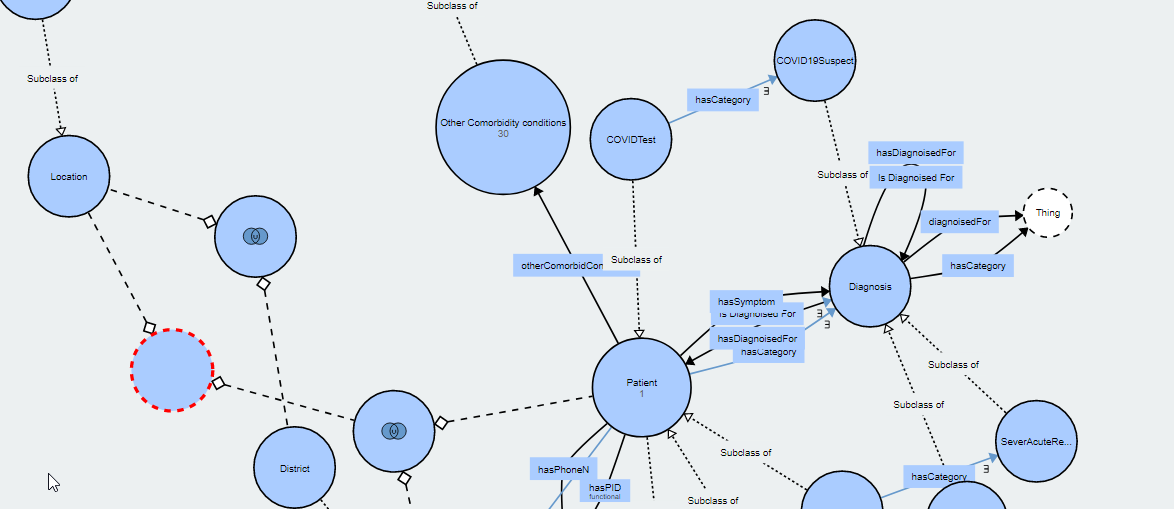 Subclass of
COVID19Suspect
Subclass of
hasCategory
∃
Other Comorbidity conditions
30
COVIDTest
hasDiagnoisedFor
Subclass of
Is Diagnoised For
Location
Thing
diagnoisedFor
otherComorbidCon
Subclass of
hasCategory
Diagnosis
hasSymptom
Is Diagnoised For
∃
∃
hasDiagnoisedFor
hasCategory
Subclass of
Patient
1
Subclass of
SeverAcuteRe...
Subclass of
District
hasPhoneN
∃
hasCategory
hasPID
functional
Subclass of